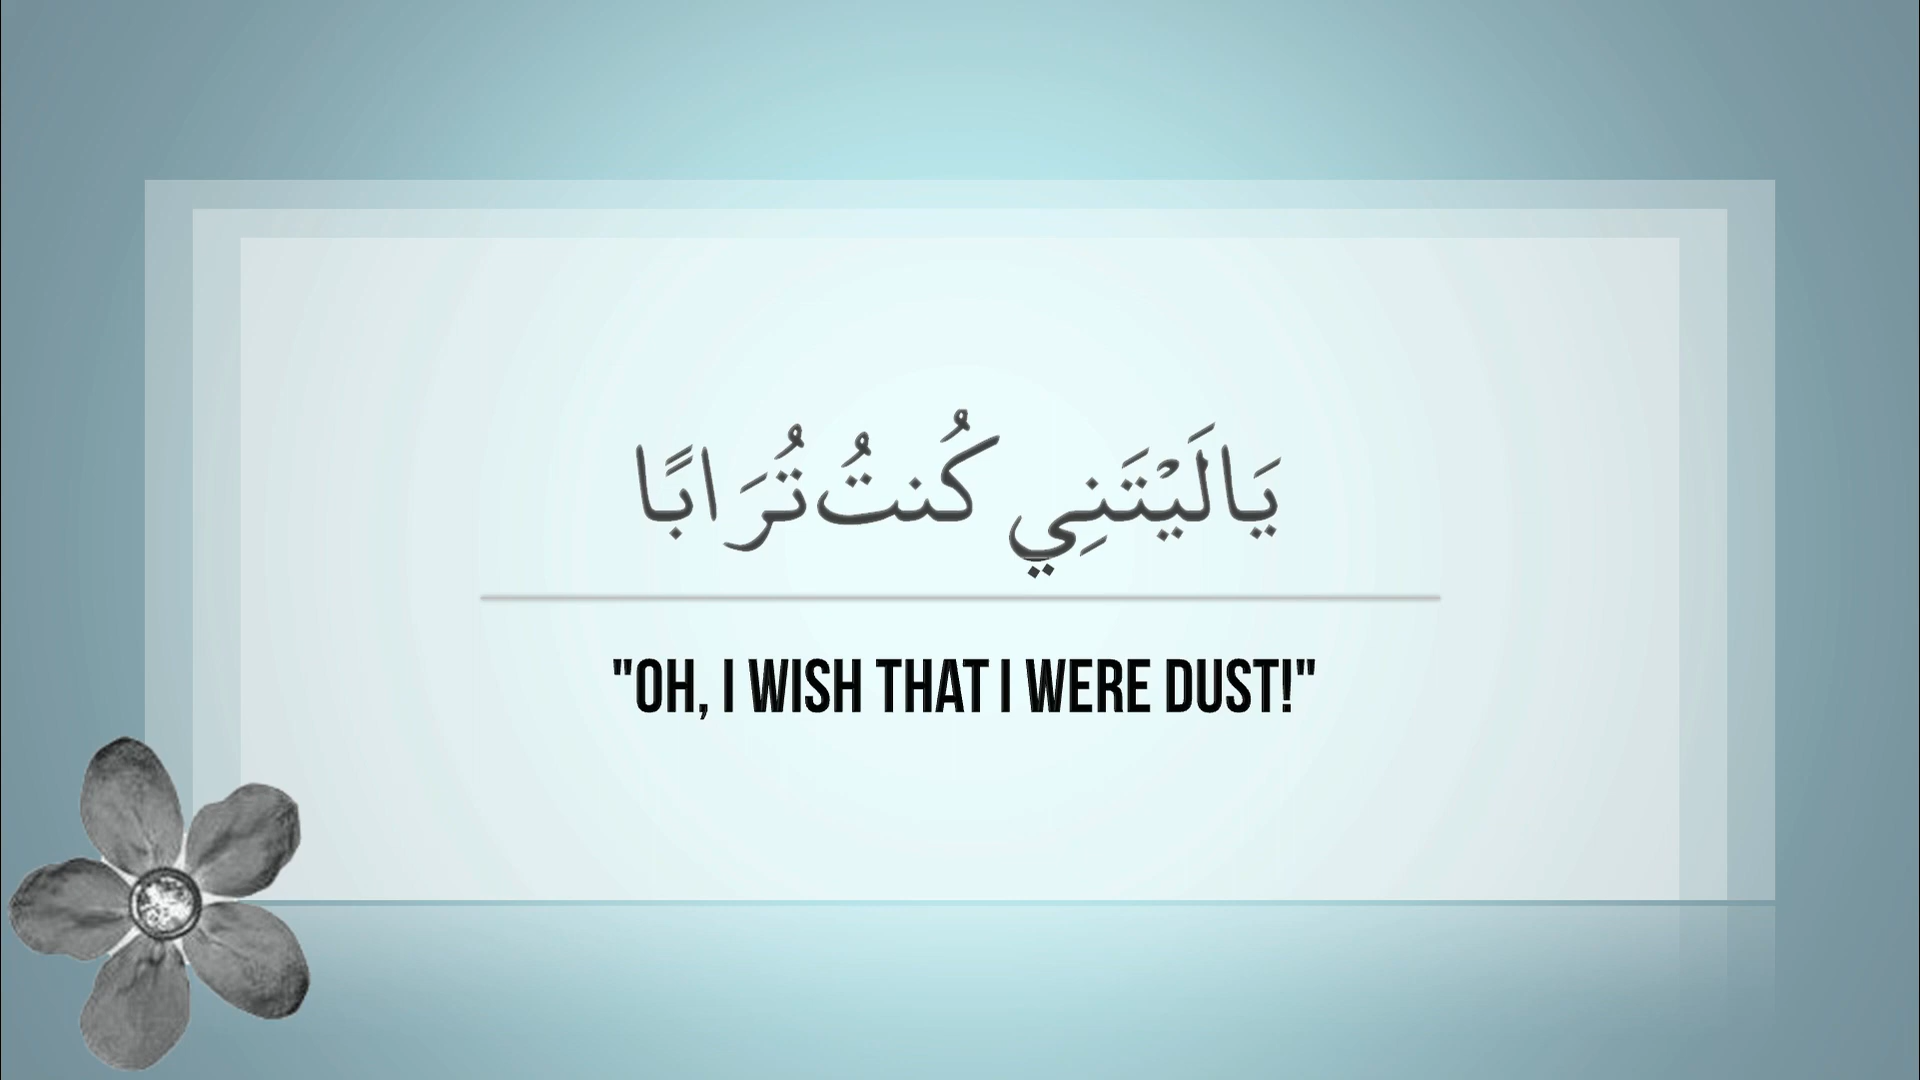 يَالَيْتَنِي كُنتُ تُرَابًا
"OH, I WISH THAT I WERE DUST!"